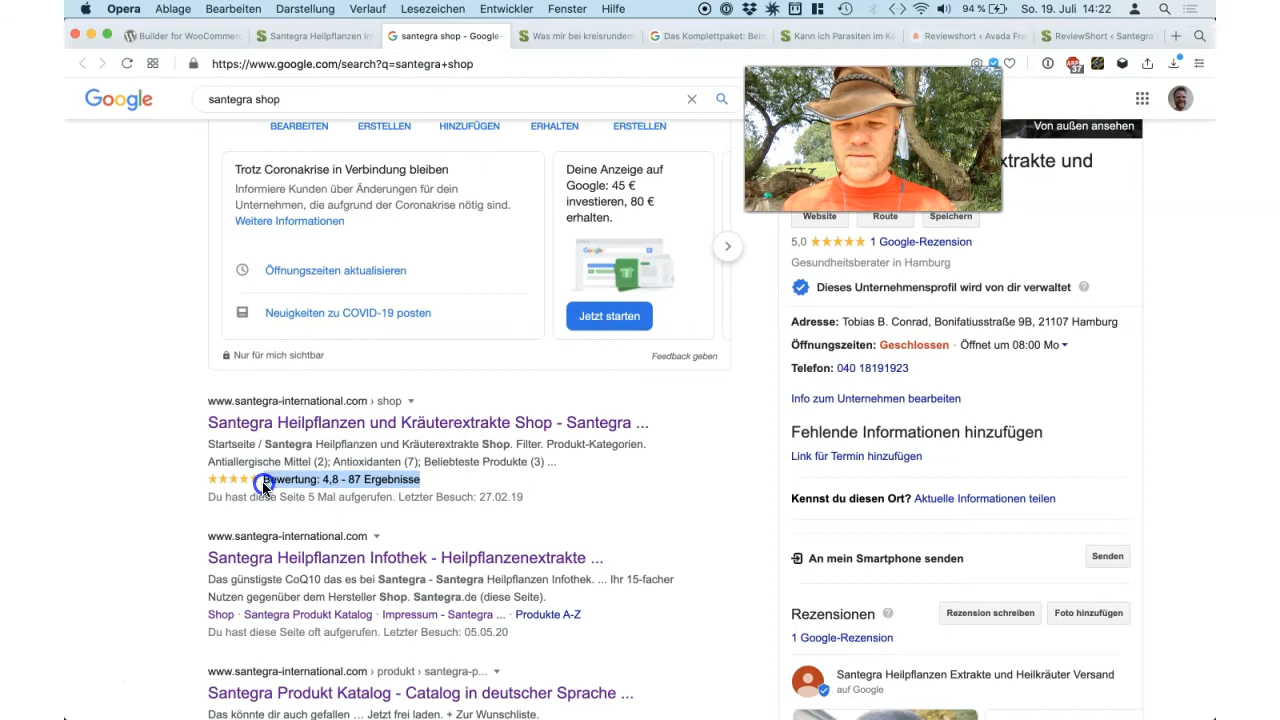 Opera Ablage Bearbeiten Darstellung Verlauf Lesezeichen Entwickler Fenster Hilfe 94 % So. 19. Juli 14:22
Builder for WooCommerc
Santegra Heilpflanzen In
santegra shop - Google-
Was mir bei kreisrundem
Das Komplettpaket: Bein
Kann ich Parasiten im Kö
Reviewshort ‹ Avada Fre
ReviewShort ‹ Santegra
https://www.google.com/search?q=santegra+shop
37
Google
santegra shop
BEARBEITEN ERSTELLEN HINZUFÜGEN ERHALTEN ERSTELLEN
Trotz Coronakrise in Verbindung bleiben
Informiere Kunden über Änderungen für dein
Unternehmen, die aufgrund der Coronakrise nötig sind.
Weitere Informationen
Öffnungszeiten aktualisieren
Neuigkeiten zu COVID-19 posten
Deine Anzeige auf
Google: 45 €
investieren, 80 €
erhalten.
Jetzt starten
Nur für mich sichtbar
Feedback geben
www.santegra-international.com › shop
Santegra Heilpflanzen und Kräuterextrakte Shop - Santegra ...
Startseite / Santegra Heilpflanzen und Kräuterextrakte Shop. Filter. Produkt-Kategorien.
Antiallergische Mittel (2); Antioxidanten (7); Beliebteste Produkte (3) ...
Bewertung: 4,8 - 87 Ergebnisse
Du hast diese Seite 5 Mal aufgerufen. Letzter Besuch: 27.02.19
www.santegra-international.com
Santegra Heilpflanzen Infothek - Heilpflanzenextrakte ...
Das günstigste CoQ10 das es bei Santegra - Santegra Heilpflanzen Infothek. ... Ihr 15-facher
Nutzen gegenüber dem Hersteller Shop. Santegra.de (diese Seite).
Shop · Santegra Produkt Katalog · Impressum - Santegra ... · Produkte A-Z
Du hast diese Seite oft aufgerufen. Letzter Besuch: 05.05.20
www.santegra-international.com › produkt › santegra-p...
Santegra Produkt Katalog - Catalog in deutscher Sprache ...
Das könnte dir auch gefallen … Jetzt frei laden. + Zur Wunschliste.
Von außen ansehen
xtrakte und
Website Route Speichern
5,0 1 Google-Rezension
Gesundheitsberater in Hamburg
Dieses Unternehmensprofil wird von dir verwaltet
Adresse: Tobias B. Conrad, Bonifatiusstraße 9B, 21107 Hamburg
Öffnungszeiten: Geschlossen · Öffnet um 08:00 Mo
Telefon: 040 18191923
Info zum Unternehmen bearbeiten
Fehlende Informationen hinzufügen
Link für Termin hinzufügen
Kennst du diesen Ort? Aktuelle Informationen teilen
An mein Smartphone senden
Senden
Rezensionen
Rezension schreiben
Foto hinzufügen
1 Google-Rezension
Santegra Heilpflanzen Extrakte und Heilkräuter Versand
auf Google